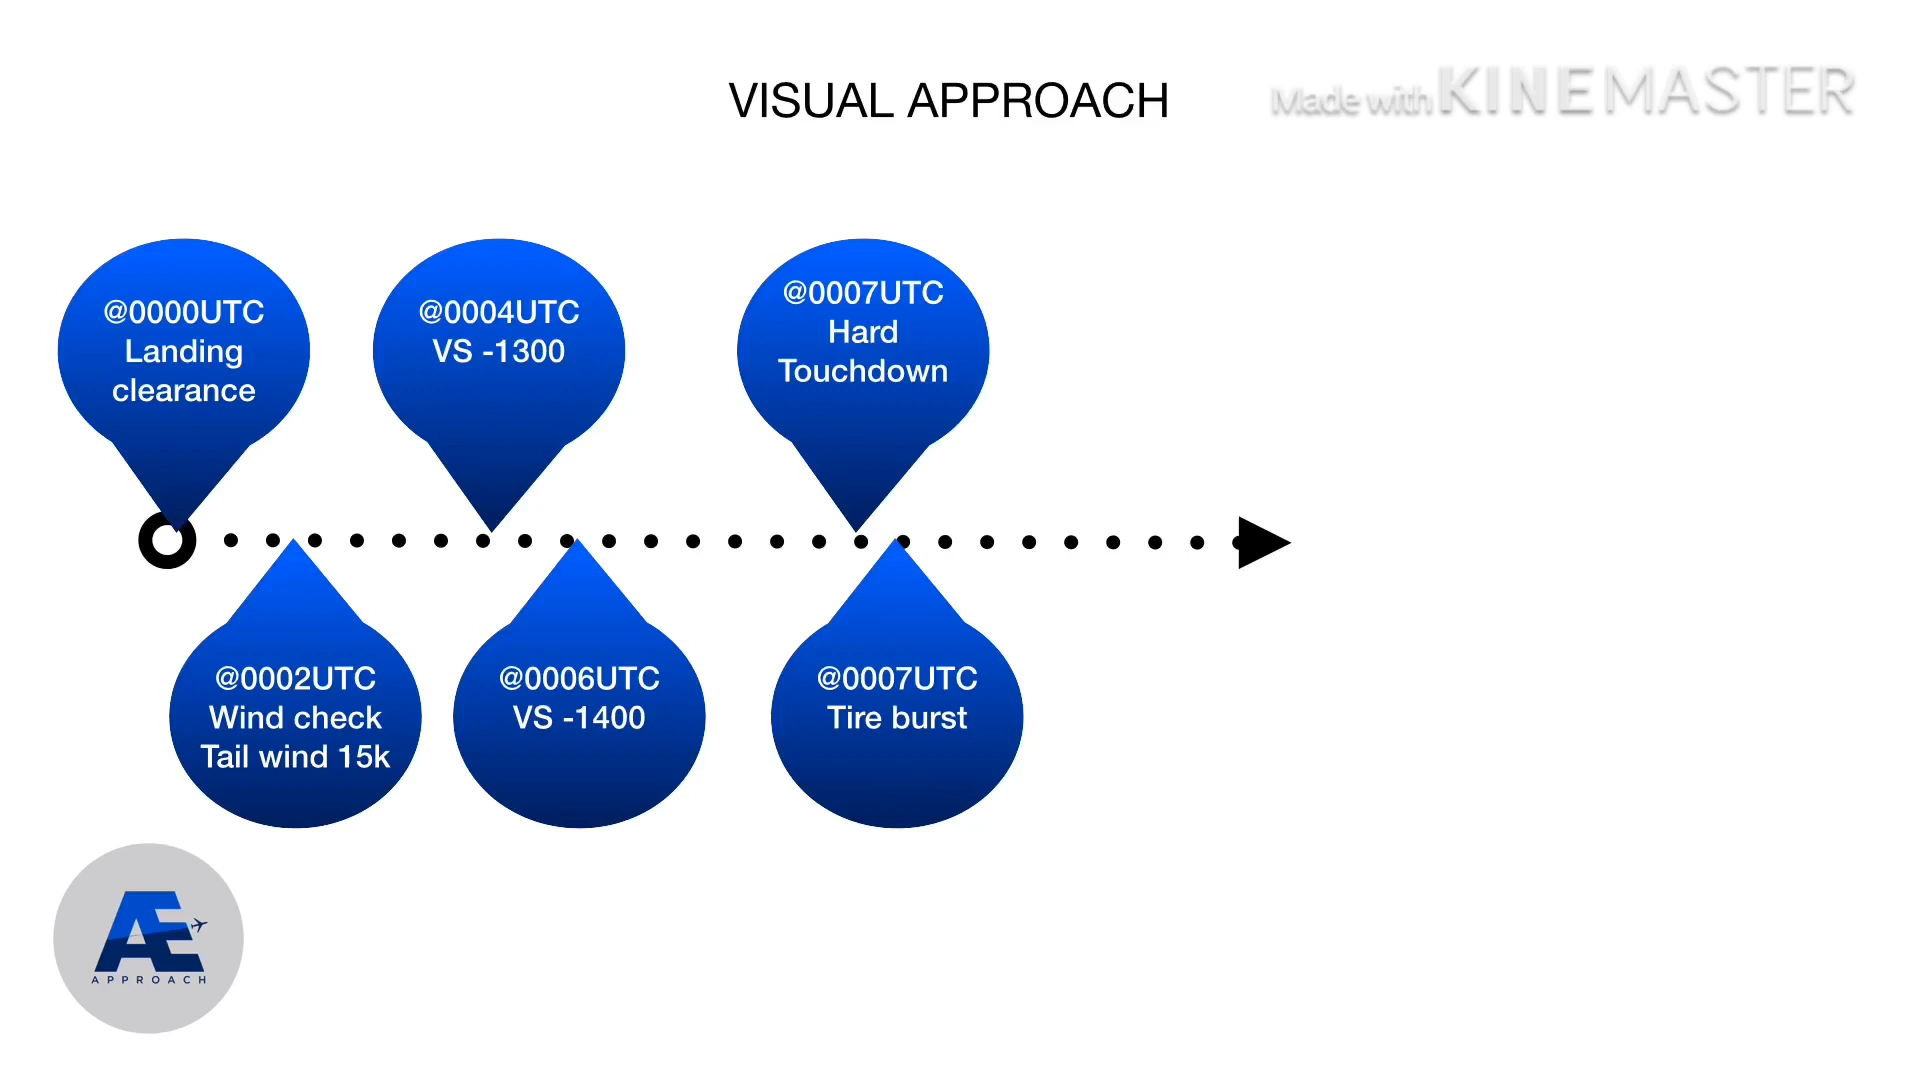 VISUAL APPROACH
Made with KINEMASTER
@0000UTC
Landing
clearance
@0004UTC
VS -1300
@0007UTC
Hard
Touchdown
@0002UTC
Wind check
Tail wind 15k
@0006UTC
VS -1400
@0007UTC
Tire burst
Æ
APPROACH